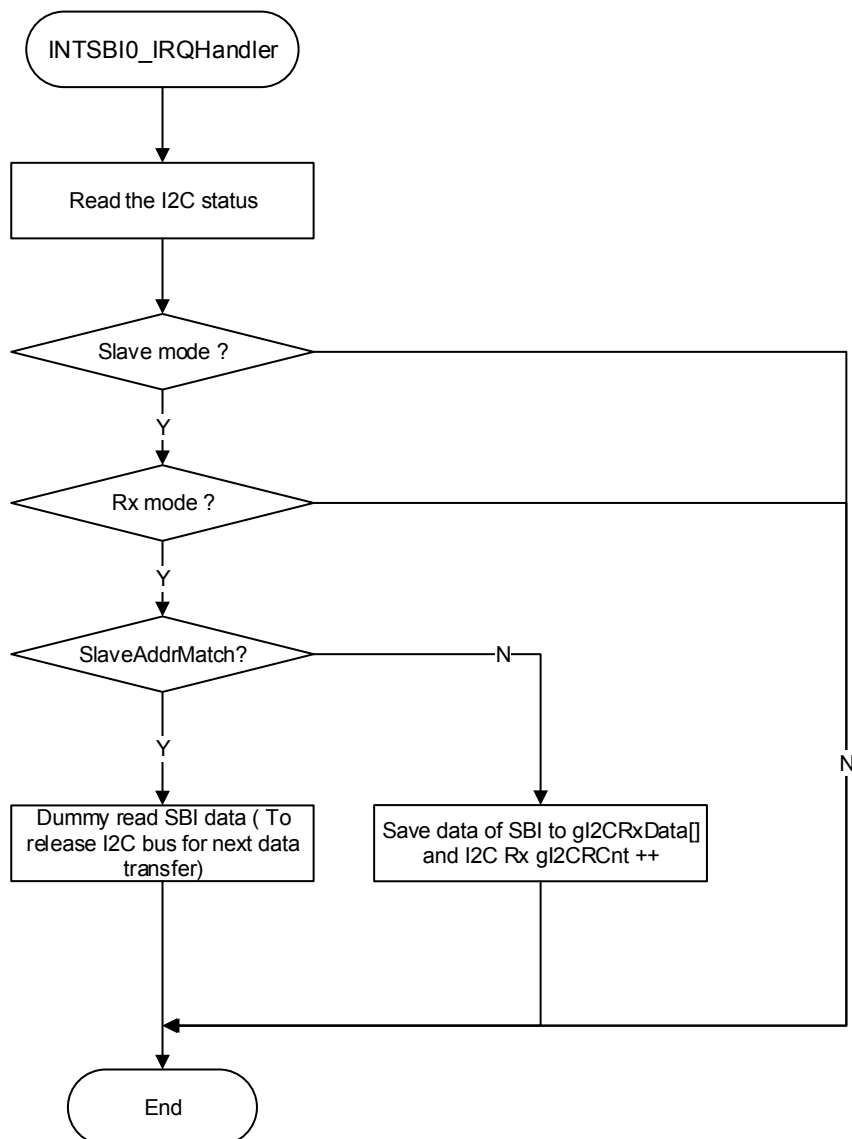 INTSBI0_IRQHandler
Read the I2C status
Slave mode ?
Y
Rx mode ?
Y
SlaveAddrMatch?
N
Y
N
Dummy read SBI data ( To
release I2C bus for next data
transfer)
Save data of SBI to gI2CRxData[]
and I2C Rx gI2CRCnt ++
End